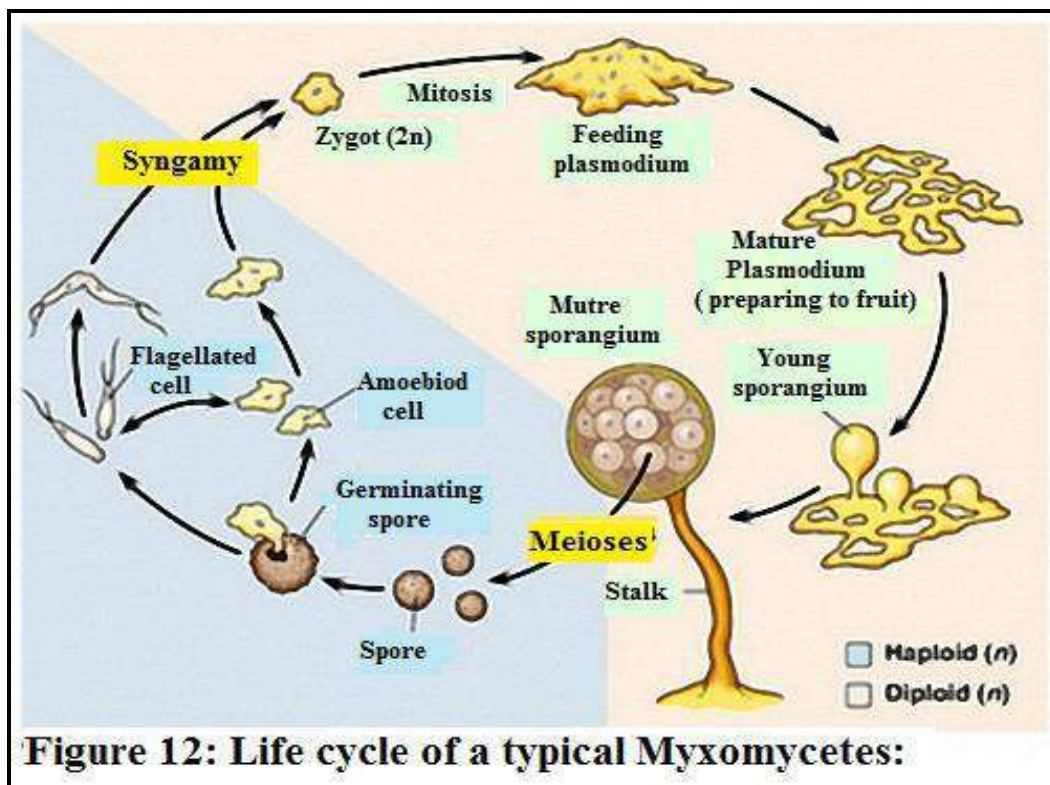 Mitosis
Zygot (2n)
Syngamy
Feeding
plasmodium
Mature
Plasmodium
( preparing to fruit)
Mutre
sporangium
Young
sporangium
Flagellated
cell
Amoebiod
cell
Germinating
spore
Meioses
Stalk
Spore
Haploid (n)
Diploid (n)
Figure 12: Life cycle of a typical Myxomycetes: